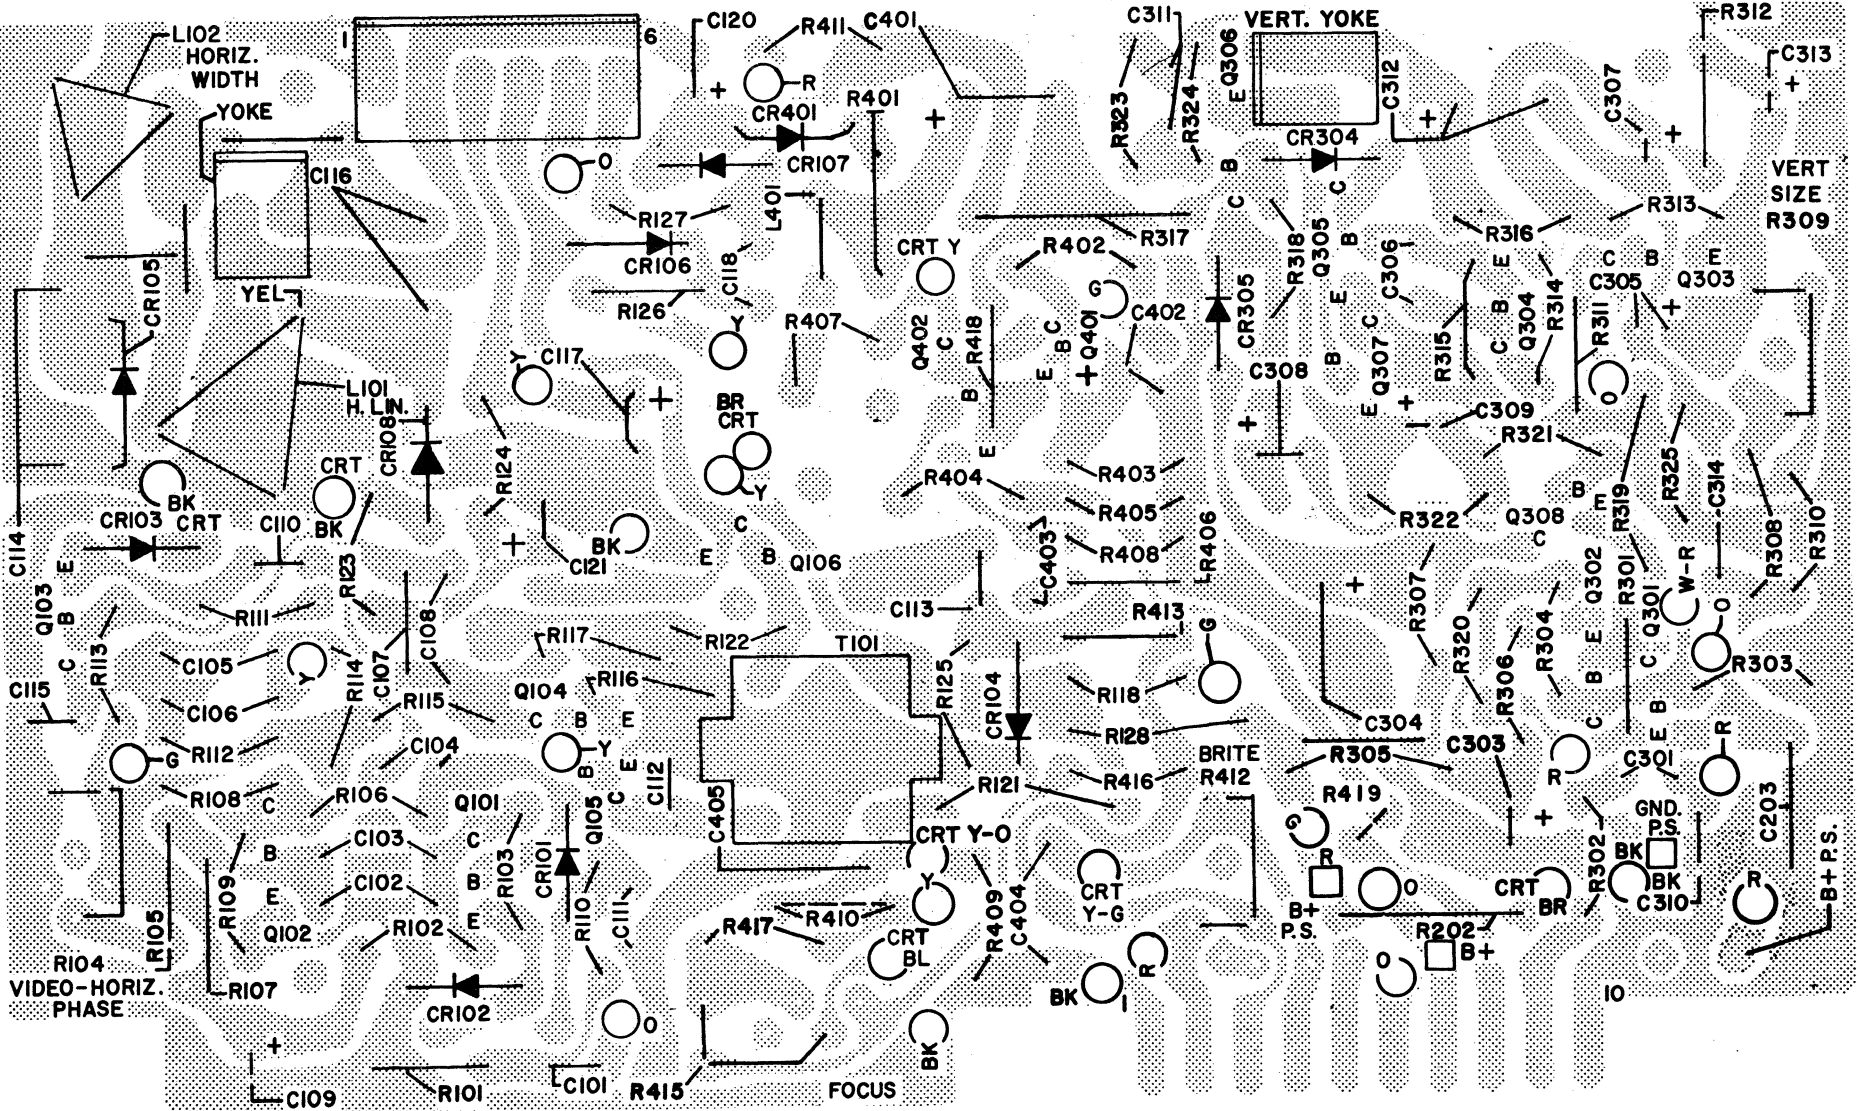 L102
HORIZ.
WIDTH
YOKE
1
6
C120
R411
C401
C311
Q306
VERT. YOKE
R312
C313
+
R
CR401
R401
+
+
R323
R324
E
C312
+
C307
+
CR304
CR107
O
C116
L401
B
C
C
VERT
SIZE
R309
R127
CR106
C118
CRT Y
R402
R317
R318
Q305
B
C306
R316
R313
E
C
B
E
C305
Q303
+
CR105
YEL
R126
Y
R407
Q402
C
R418
G
B
C
Q401
C402
CR305
E
C
B
Q307
R315
B
C
Q304
R314
R311
O
L101
H. LIN.
CR108
Y
C117
+
BR
CRT
Y
B
E
+
C308
+
E
+
C309
R321
E
CRT
BK
BK
CRT
R124
R404
R403
R405
R408
R406
R322
B
E
Q308
C
R319
R325
C314
R308
R310
CR103
C110
C114
Q103
E
B
C
R123
+
C121
BK
C
E
B
Q106
C403
C113
R413
+
R307
Q302
R301
Q301
W-R
O
R111
R113
C105
Y
R114
C107
C108
R117
R122
T101
R125
CR104
R118
G
R320
R306
R304
E
B
C
C
B
E
R303
C115
C106
R115
Q104
R116
C
B
E
R128
C304
G
R112
C104
Y
B
E
C
C112
BRITE
R412
R305
C303
R
C301
R
R108
R106
Q101
Q105
C405
R121
R416
R419
G
R
+
GND.
P.S.
C203
C
B
E
C103
C102
C
B
E
R103
CR101
CRT Y-O
Y
CRT
Y-G
O
CRT
BR
R302
BK
BK
C310
R
B+ P.S.
R105
R109
Q102
R102
R110
C111
R417
R410
R409
C404
B+
P.S.
R202
B+
R104
VIDEO-HORIZ.
PHASE
R107
CR102
CRT
BL
R
BK
1
O
10
O
BK
+
C109
R101
C101
R415
FOCUS